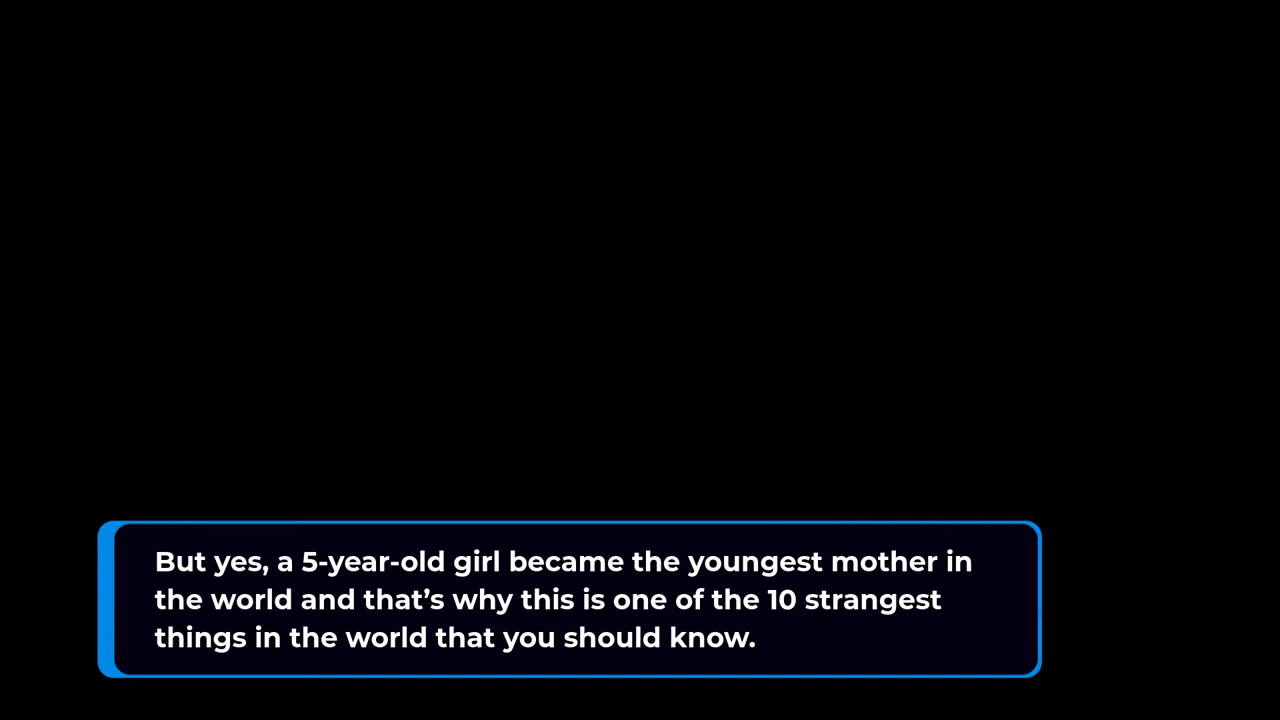 But yes, a 5-year-old girl became the youngest mother in
the world and that’s why this is one of the 10 strangest
things in the world that you should know.